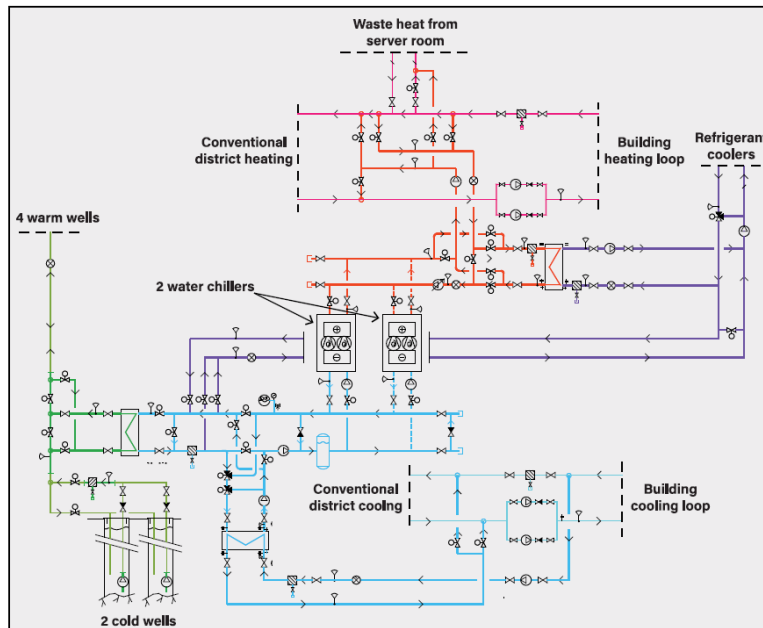 Waste heat from
server room
Conventional
district heating
Building
heating loop
Refrigerant
coolers
4 warm wells
2 water chillers
Conventional
district cooling
Building
cooling loop
2 cold wells